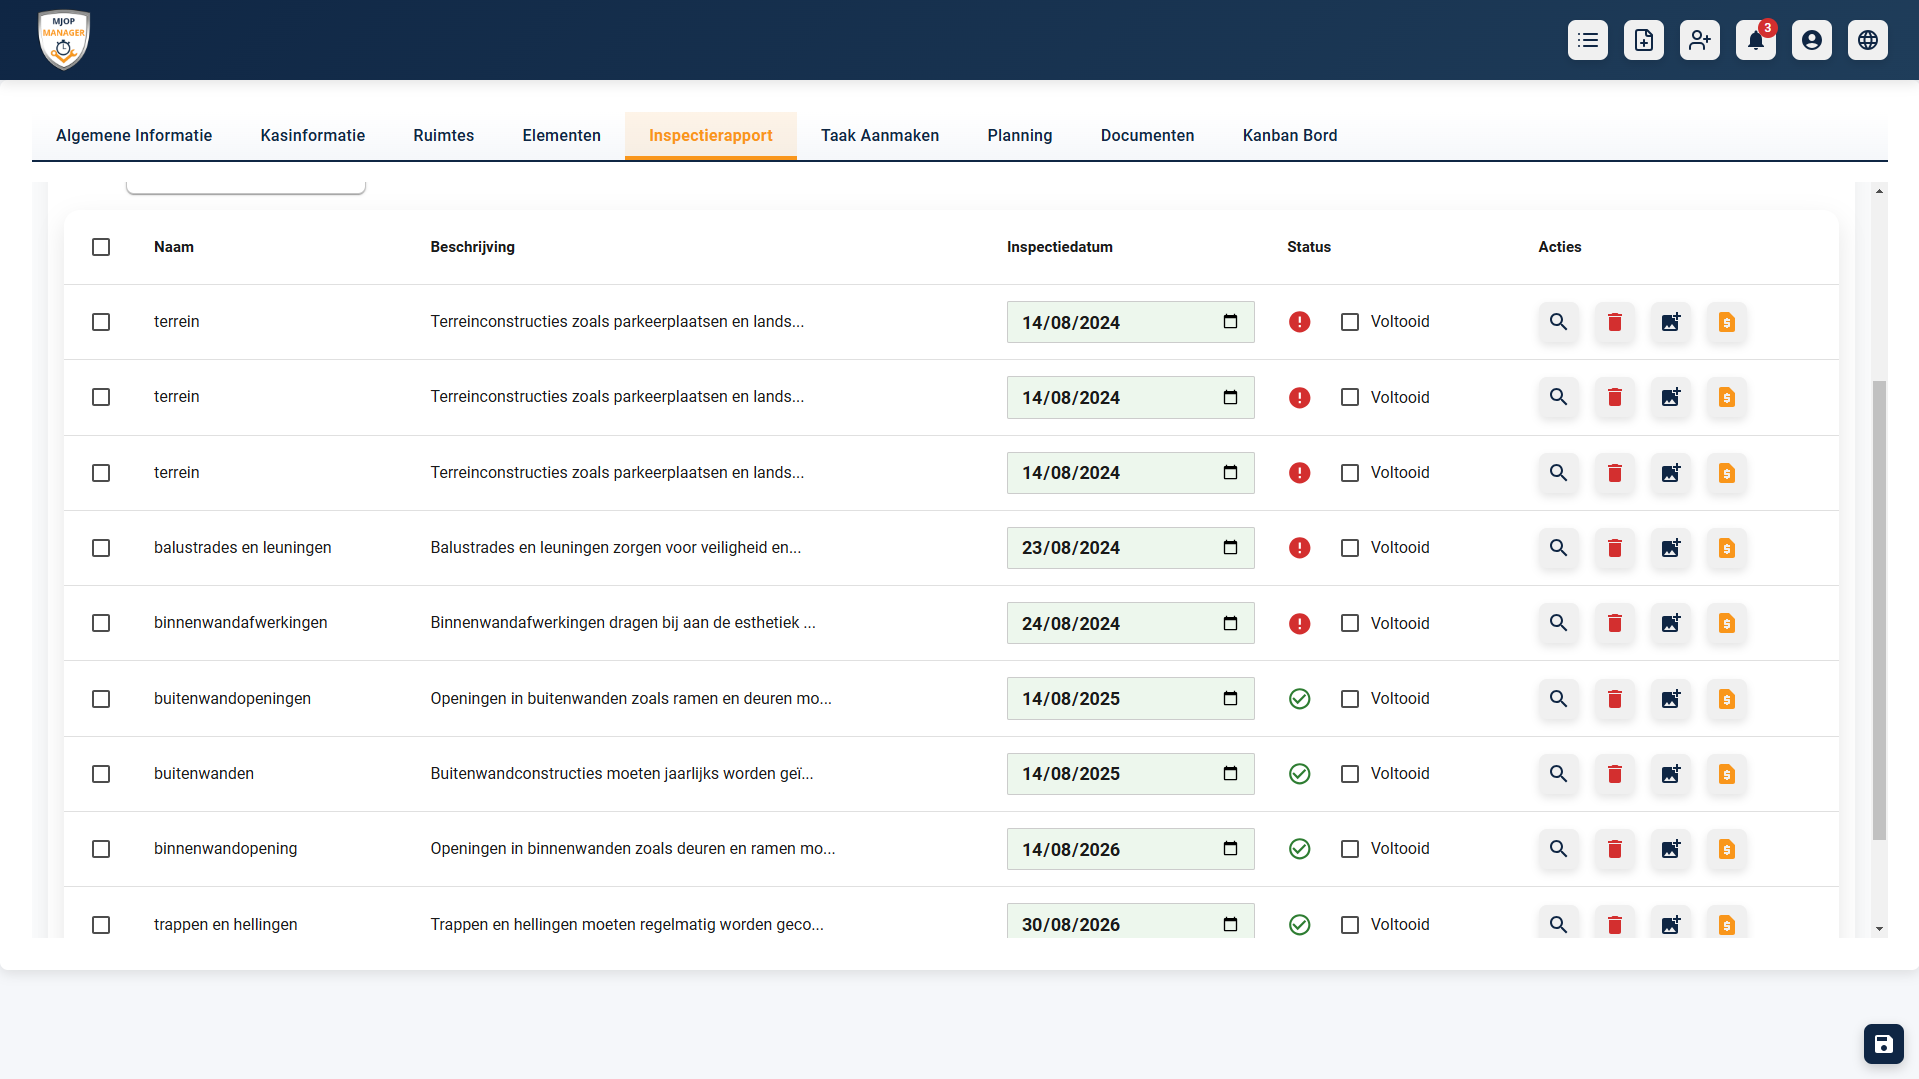 MJOP
MANAGER
3
Algemene Informatie Kasinformatie Ruimtes Elementen Inspectierapport Taak Aanmaken Planning Documenten Kanban Bord
Naam Beschrijving Inspectiedatum Status Acties
terrein Terreinconstructies zoals parkeerplaatsen en lands... 14/08/2024 Voltooid
terrein Terreinconstructies zoals parkeerplaatsen en lands... 14/08/2024 Voltooid
terrein Terreinconstructies zoals parkeerplaatsen en lands... 14/08/2024 Voltooid
balustrades en leuningen Balustrades en leuningen zorgen voor veiligheid en... 23/08/2024 Voltooid
binnenwandafwerkingen Binnenwandafwerkingen dragen bij aan de esthetiek ... 24/08/2024 Voltooid
buitenwandopeningen Openingen in buitenwanden zoals ramen en deuren mo... 14/08/2025 Voltooid
buitenwanden Buitenwandconstructies moeten jaarlijks worden geï... 14/08/2025 Voltooid
binnenwandopening Openingen in binnenwanden zoals deuren en ramen mo... 14/08/2026 Voltooid
trappen en hellingen Trappen en hellingen moeten regelmatig worden geco... 30/08/2026 Voltooid